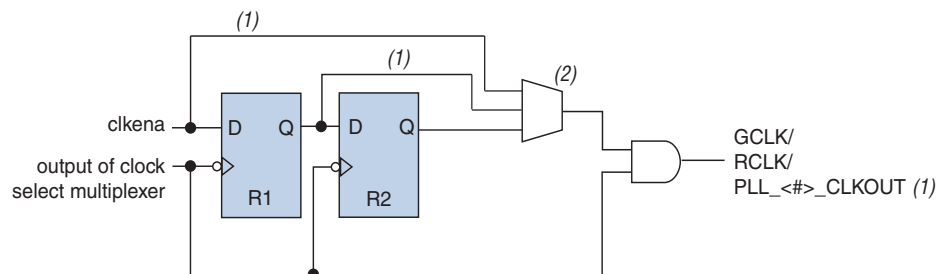 (1)
(1)
(2)
clkena
D
Q
D
Q
output of clock
select multiplexer
R1
R2
GCLK/
RCLK/
PLL_<#>_CLKOUT (1)